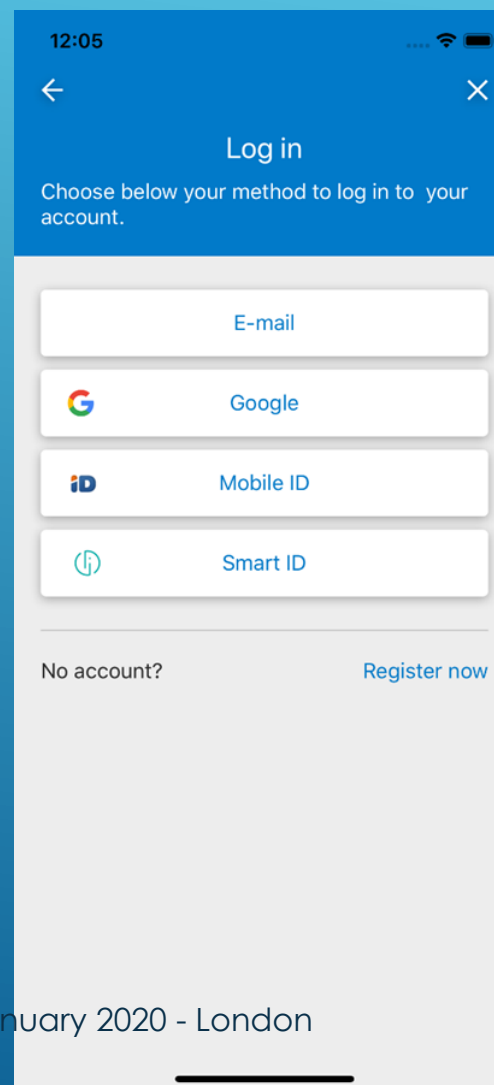 12:05
Log in
Choose below your method to log in to your
account.
E-mail
Google
Mobile ID
Smart ID
No account?
Register now
nuary 2020 - London